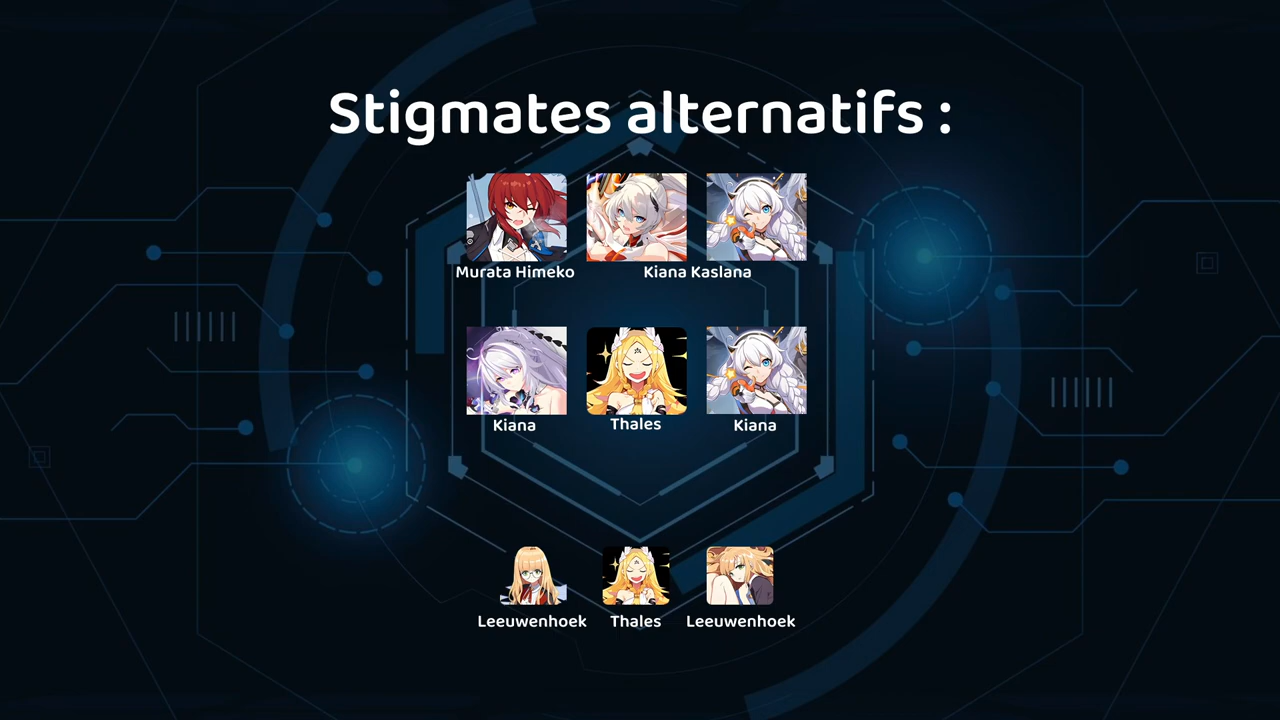 Stigmates alternatifs :
Murata Himeko Kiana Kaslana
Kiana Thales Kiana
Leeuwenhoek Thales Leeuwenhoek